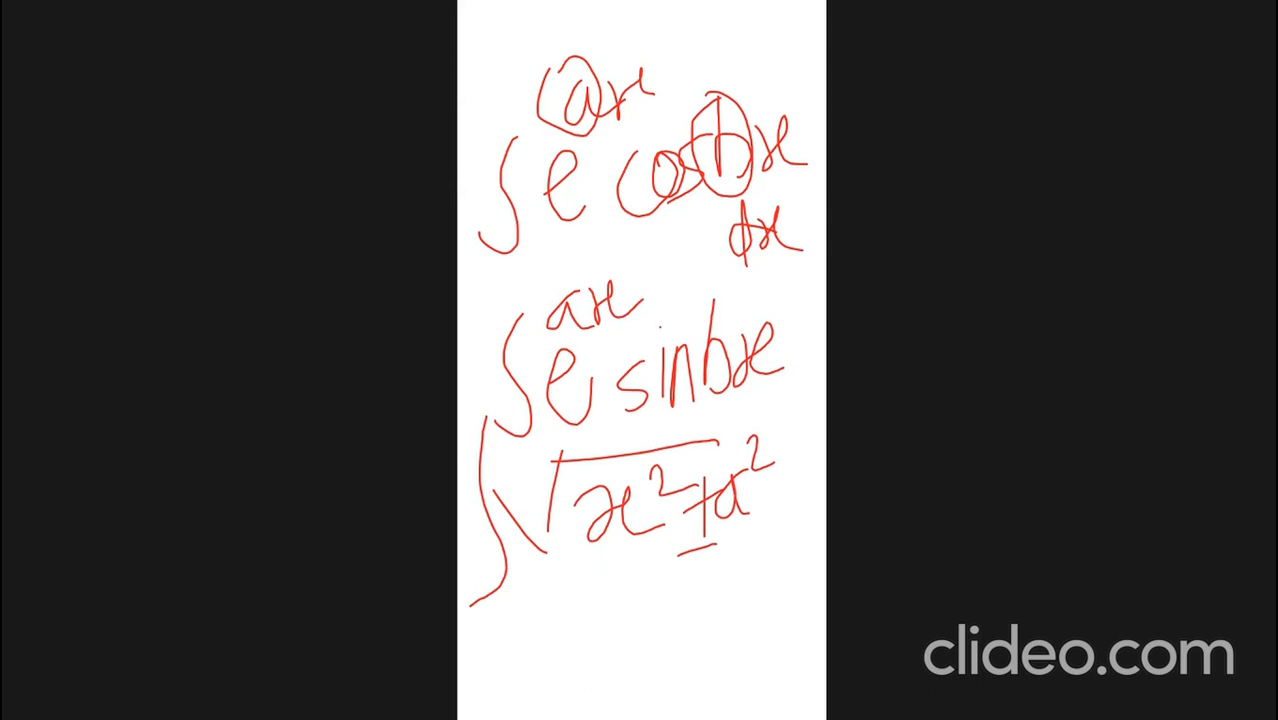 ∫ e^ax cos bx dx
∫ e^ax sin bx
∫ √x² ± a²
clideo.com